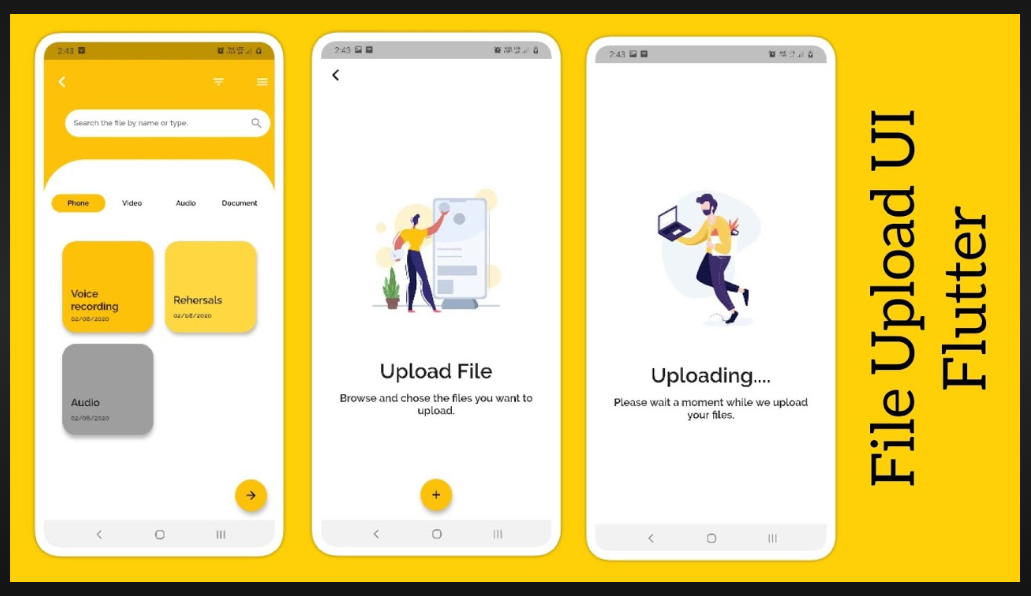 2:43
Search the file by name or type.
Phone Video Audio Document
Voice
recording
02/08/2020
Rehersals
02/08/2020
Audio
02/08/2020
2:43
Upload File
Browse and chose the files you want to
upload.
2:43
Uploading....
Please wait a moment while we upload
your files.
File Upload UI
Flutter